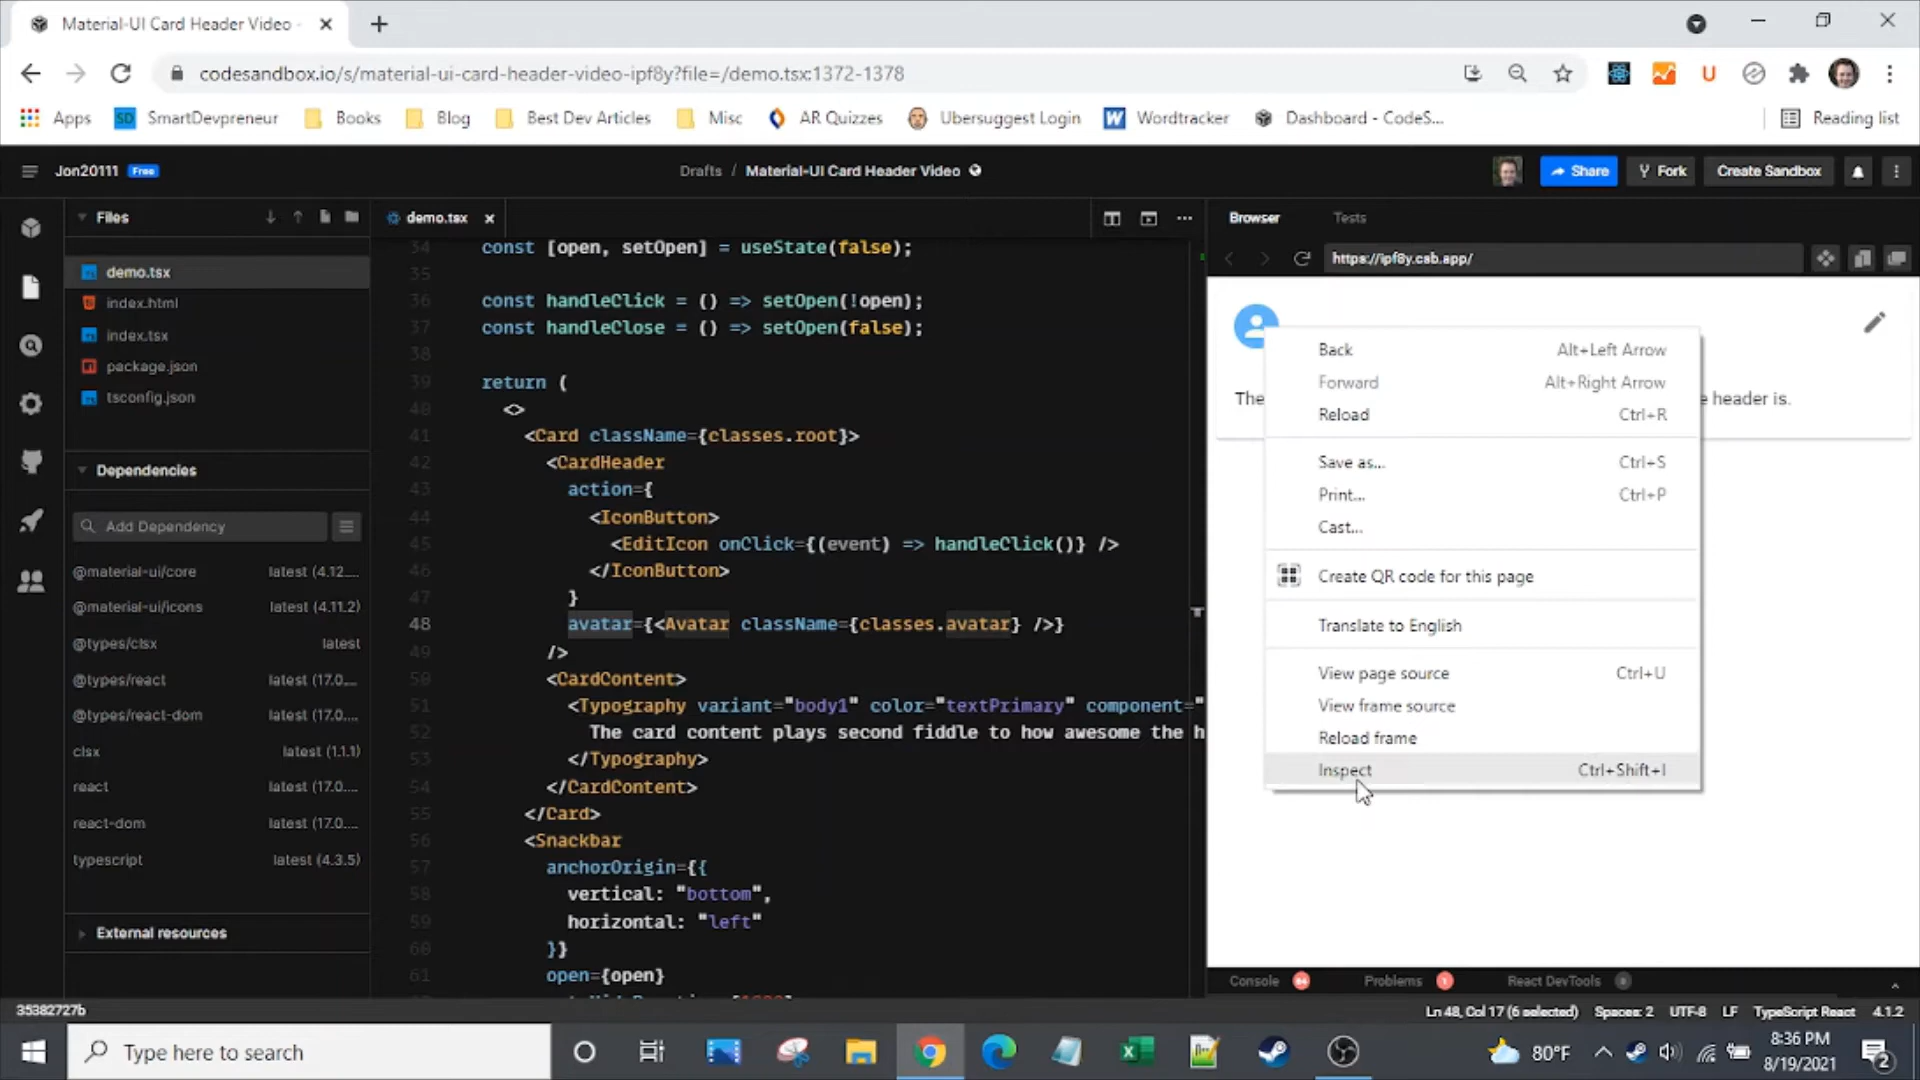 Material-UI Card Header Video -
codesandbox.io/s/material-ui-card-header-video-ipf8y?file=/demo.tsx:1372-1378
Apps SD SmartDevpreneur Books Blog Best Dev Articles Misc AR Quizzes Ubersuggest Login W Wordtracker Dashboard - CodeS... Reading list
Jon20111 Free Drafts / Material-UI Card Header Video Share Fork Create Sandbox
Files demo.tsx Browser Tests
https://ipf8y.csb.app/
demo.tsx
index.html
index.tsx
package.json
tsconfig.json
Dependencies
Add Dependency
@material-ui/core latest (4.12....
@material-ui/icons latest (4.11.2)
@types/clsx latest
@types/react latest (17.0....
@types/react-dom latest (17.0....
clsx latest (1.1.1)
react latest (17.0....
react-dom latest (17.0....
typescript latest (4.3.5)
External resources
34 const [open, setOpen] = useState(false);
35
36 const handleClick = () => setOpen(!open);
37 const handleClose = () => setOpen(false);
38
39 return (
40 <>
41 <Card className={classes.root}>
42 <CardHeader
43 action={
44 <IconButton>
45 <EditIcon onClick={(event) => handleClick()} />
46 </IconButton>
47 }
48 avatar={<Avatar className={classes.avatar} />}
49 />
50 <CardContent>
51 <Typography variant="body1" color="textPrimary" component="
52 The card content plays second fiddle to how awesome the h
53 </Typography>
54 </CardContent>
55 </Card>
56 <Snackbar
57 anchorOrigin={{
58 vertical: "bottom",
59 horizontal: "left"
60 }}
61 open={open}
The
e header is.
Back Alt+Left Arrow
Forward Alt+Right Arrow
Reload Ctrl+R
Save as... Ctrl+S
Print... Ctrl+P
Cast...
Create QR code for this page
Translate to English
View page source Ctrl+U
View frame source
Reload frame
Inspect Ctrl+Shift+I
Console Problems 1 React DevTools 0
35382727b Ln 48, Col 17 (6 selected) Spaces: 2 UTF-8 LF TypeScript React 4.1.2
Type here to search
80°F
8:36 PM
8/19/2021
2